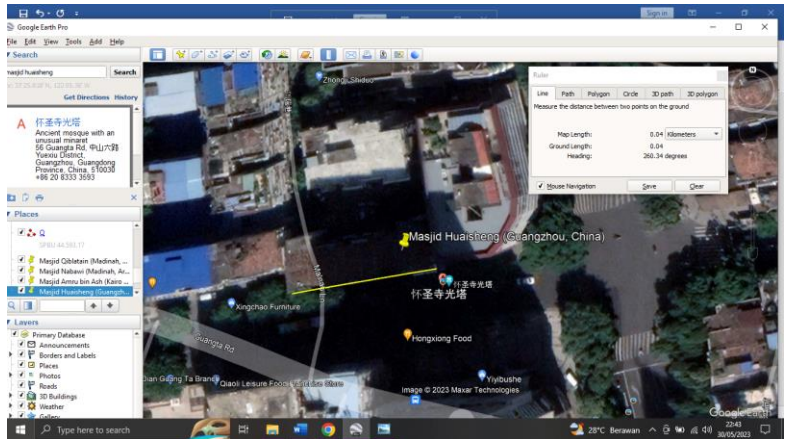 Sign in
Google Earth Pro
File Edit View Tools Add Help
Search
masjid huaisheng
Search
Get Directions History
A 怀圣寺光塔
Ancient mosque with an
unusual minaret
56 Guangta Rd, 中山六路
Yuexiu District,
Guangzhou, Guangdong
Province, China, 510030
+86 20 8333 3693
Places
Masjid Qiblatain (Madinah, ...
Masjid Nabawi (Madinah, Ar...
Masjid Amru bin Ash (Kairo ...
Masjid Huaisheng (Guangzh...
Layers
Primary Database
Announcements
Borders and Labels
Places
Photos
Roads
3D Buildings
Weather
Gallery
Zhongji Shiduo
Masjid Huaisheng (Guangzhou, China)
怀圣寺光塔
怀圣寺光塔
Xingchao Furniture
Guangta Rd
Hongxiong Food
Qiaoli Leisure Food
Yiyibushe
Image © 2023 Maxar Technologies
Google Earth
Ruler
Line Path Polygon Circle 3D path 3D polygon
Measure the distance between two points on the ground
Map Length: 0.04 Kilometers
Ground Length: 0.04
Heading: 260.34 degrees
Mouse Navigation Save Clear
Type here to search
28°C Berawan
22:43
30/05/2023